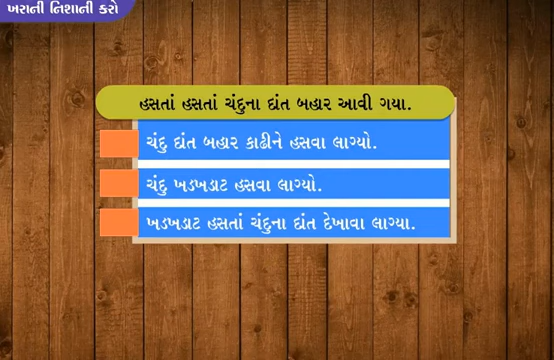 ખરાની નિશાની કરો
હસતાં હસતાં ચંદુના દાંત બહાર આવી ગયા.
ચંદુ દાંત બહાર કાઢીને હસવા લાગ્યો.
ચંદુ ખડખડાટ હસવા લાગ્યો.
ખડખડાટ હસતાં ચંદુના દાંત દેખાવા લાગ્યા.